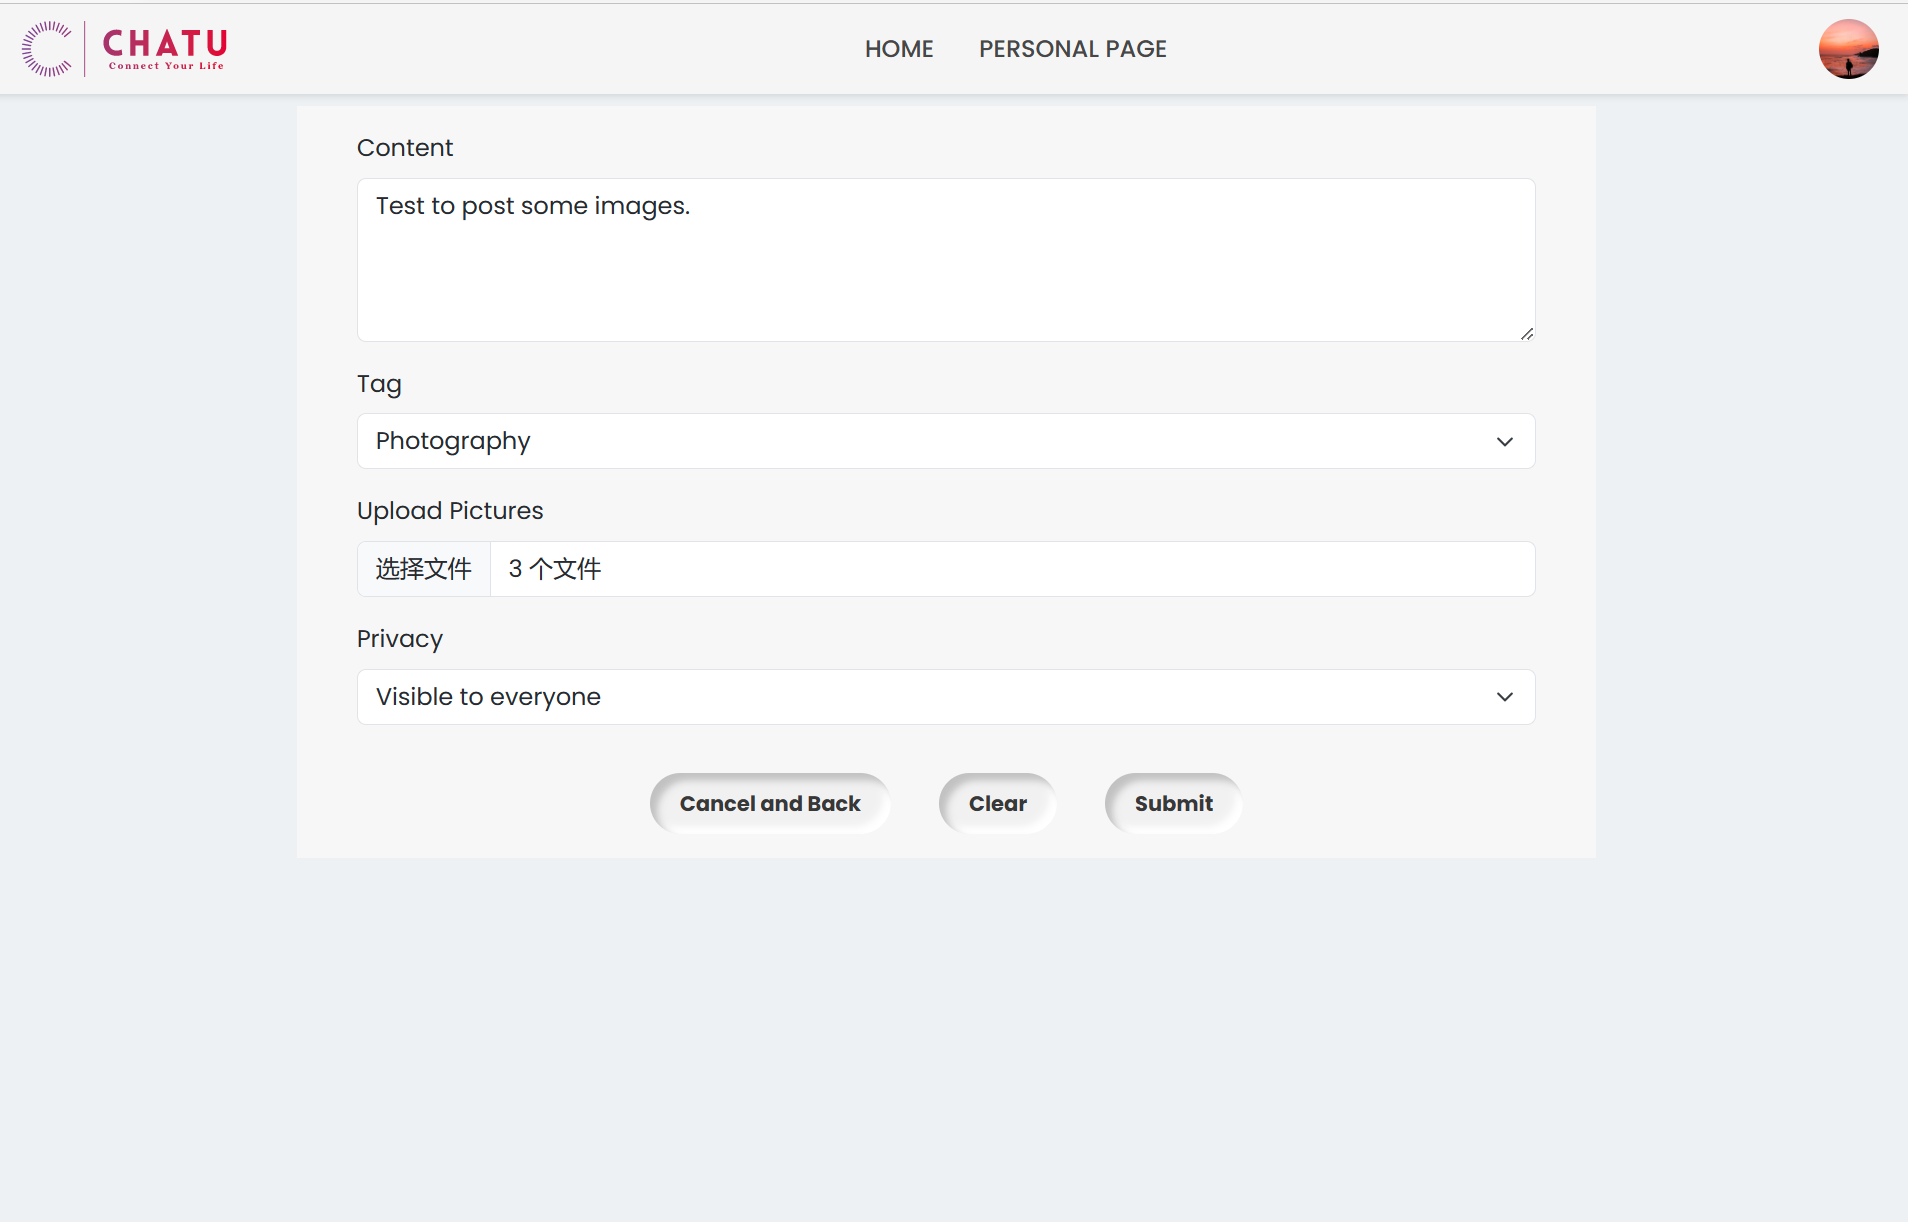 CHATU
Connect Your Life
HOME PERSONAL PAGE
Content
Test to post some images.
Tag
Photography
Upload Pictures
选择文件 3 个文件
Privacy
Visible to everyone
Cancel and Back Clear Submit